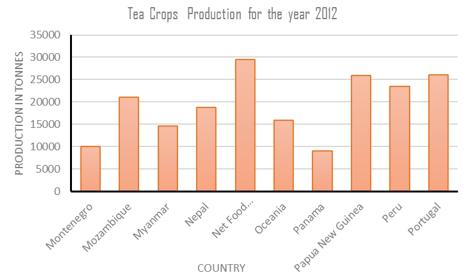 Tea Crops Production for the year 2012
PRODUCTION IN TONNES
35000
30000
25000
20000
15000
10000
5000
0
Montenegro
Mozambique
Myanmar
Nepal
Net Food...
Oceania
Panama
Papua New Guinea
Peru
Portugal
COUNTRY